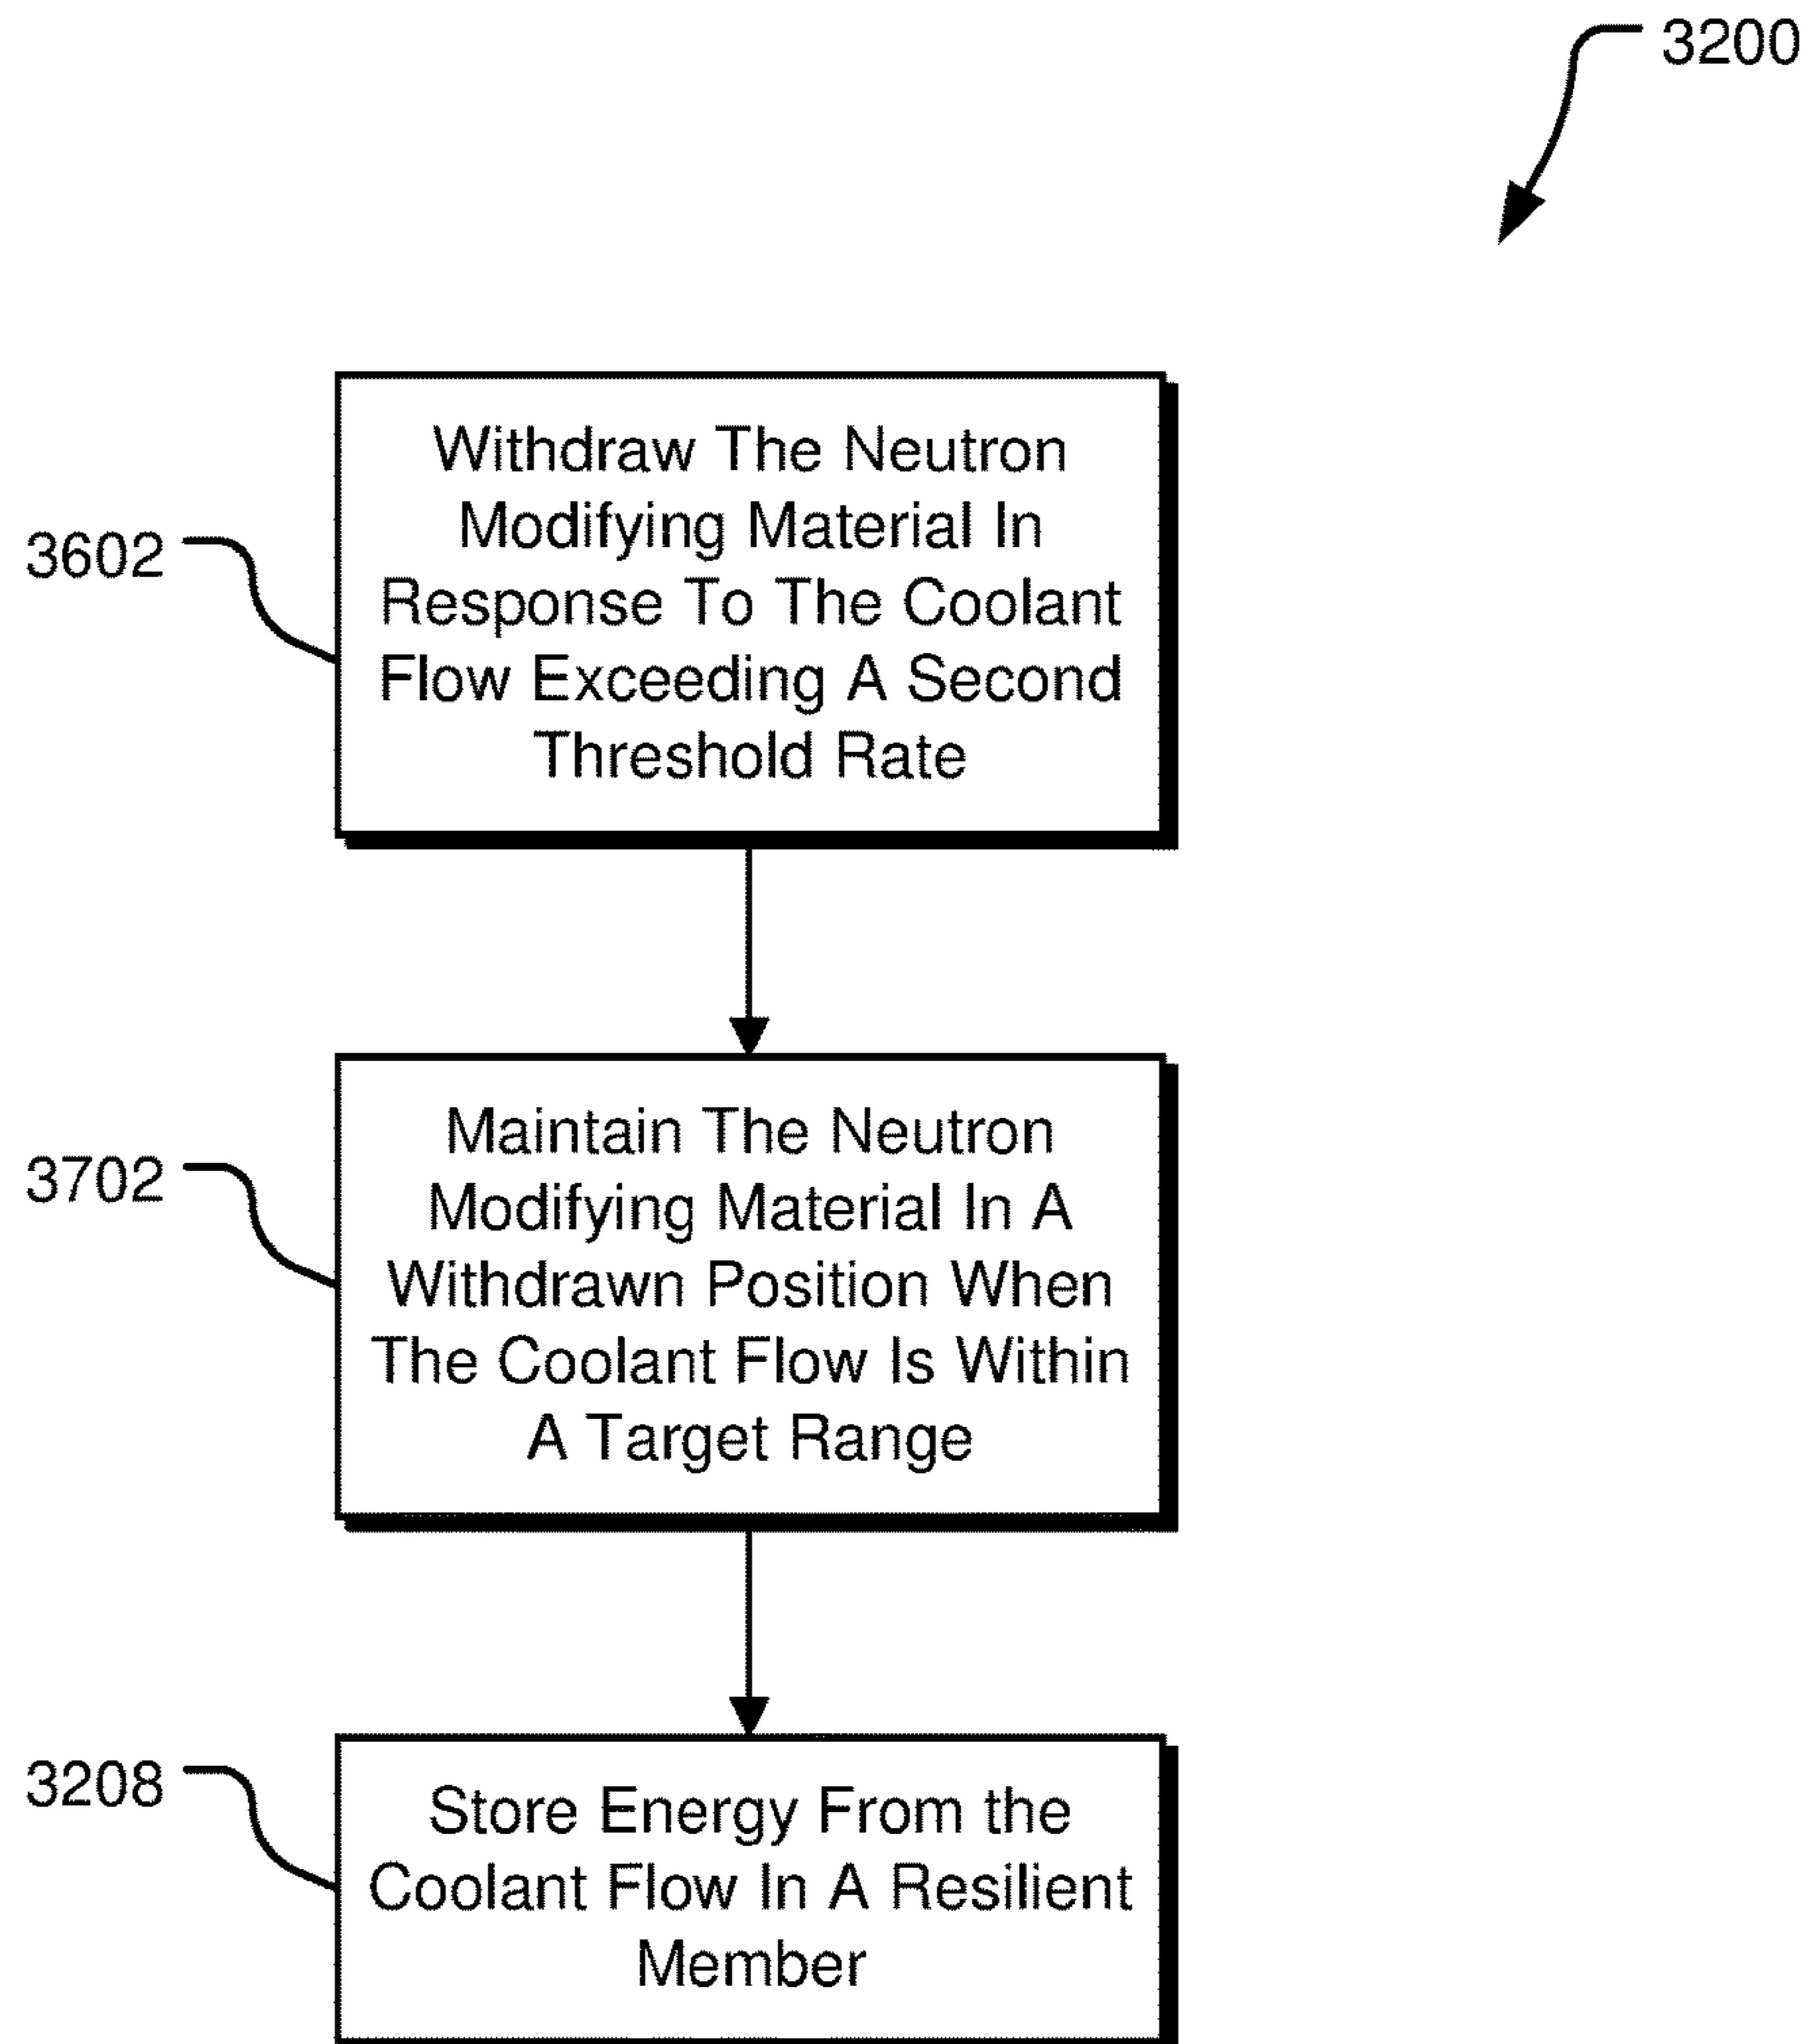 3200
Withdraw The Neutron
Modifying Material In
Response To The Coolant
Flow Exceeding A Second
Threshold Rate
3602
Maintain The Neutron
Modifying Material In A
Withdrawn Position When
The Coolant Flow Is Within
A Target Range
3702
Store Energy From the
Coolant Flow In A Resilient
Member
3208